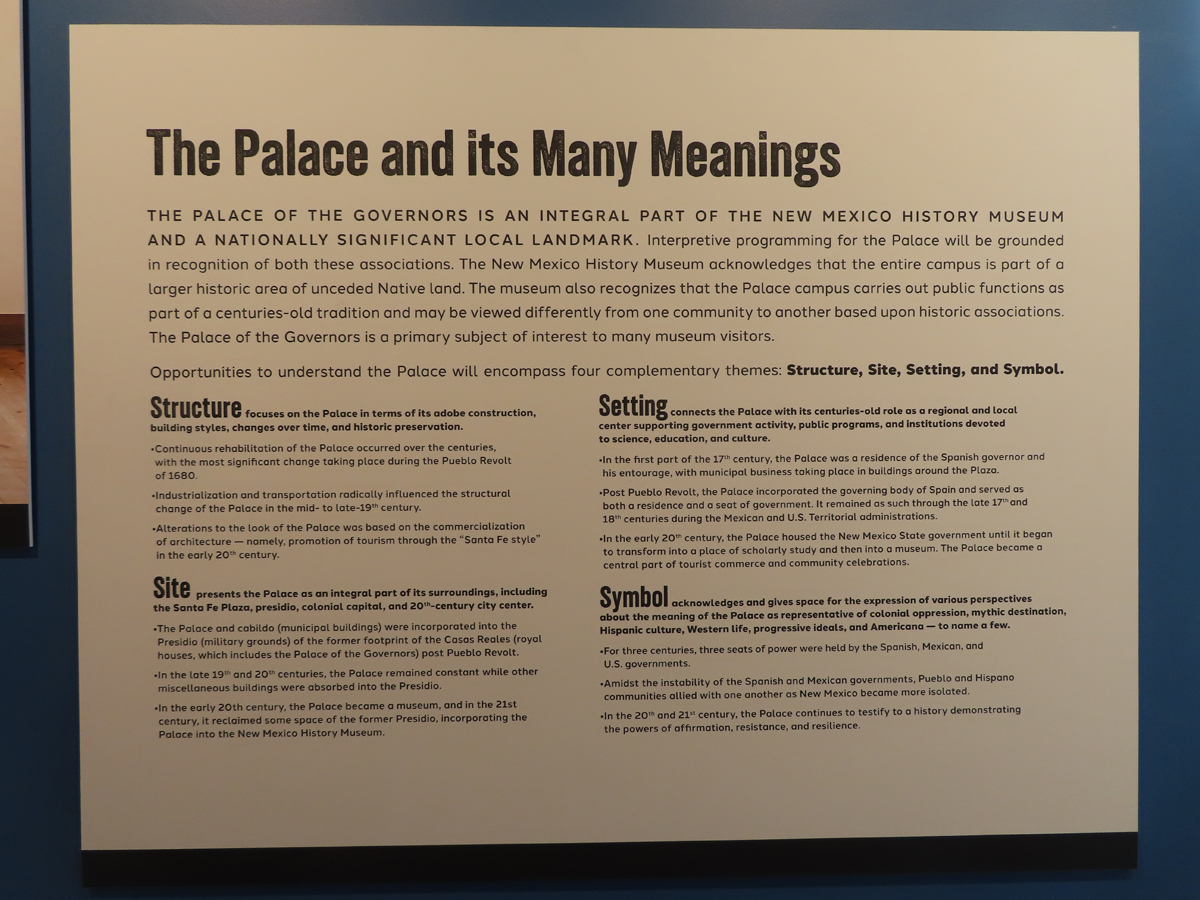 The Palace and its Many Meanings
THE PALACE OF THE GOVERNORS IS AN INTEGRAL PART OF THE NEW MEXICO HISTORY MUSEUM
AND A NATIONALLY SIGNIFICANT LOCAL LANDMARK. Interpretive programming for the Palace will be grounded
in recognition of both these associations. The New Mexico History Museum acknowledges that the entire campus is part of a
larger historic area of unceded Native land. The museum also recognizes that the Palace campus carries out public functions as
part of a centuries-old tradition and may be viewed differently from one community to another based upon historic associations.
The Palace of the Governors is a primary subject of interest to many museum visitors.
Opportunities to understand the Palace will encompass four complementary themes: Structure, Site, Setting, and Symbol.
Structure focuses on the Palace in terms of its adobe construction,
building styles, changes over time, and historic preservation.
•Continuous rehabilitation of the Palace occurred over the centuries,
with the most significant change taking place during the Pueblo Revolt
of 1680.
•Industrialization and transportation radically influenced the structural
change of the Palace in the mid- to late-19th century.
•Alterations to the look of the Palace was based on the commercialization
of architecture — namely, promotion of tourism through the "Santa Fe style"
in the early 20th century.
Site presents the Palace as an integral part of its surroundings, including
the Santa Fe Plaza, presidio, colonial capital, and 20th-century city center.
•The Palace and cabildo (municipal buildings) were incorporated into the
Presidio (military grounds) of the former footprint of the Casas Reales (royal
houses, which includes the Palace of the Governors) post Pueblo Revolt.
•In the late 19th and 20th centuries, the Palace remained constant while other
miscellaneous buildings were absorbed into the Presidio.
•In the early 20th century, the Palace became a museum, and in the 21st
century, it reclaimed some space of the former Presidio, incorporating the
Palace into the New Mexico History Museum.
Setting connects the Palace with its centuries-old role as a regional and local
center supporting government activity, public programs, and institutions devoted
to science, education, and culture.
•In the first part of the 17th century, the Palace was a residence of the Spanish governor and
his entourage, with municipal business taking place in buildings around the Plaza.
•Post Pueblo Revolt, the Palace incorporated the governing body of Spain and served as
both a residence and a seat of government. It remained as such through the late 17th and
18th centuries during the Mexican and U.S. Territorial administrations.
•In the early 20th century, the Palace housed the New Mexico State government until it began
to transform into a place of scholarly study and then into a museum. The Palace became a
central part of tourist commerce and community celebrations.
Symbol acknowledges and gives space for the expression of various perspectives
about the meaning of the Palace as representative of colonial oppression, mythic destination,
Hispanic culture, Western life, progressive ideals, and Americana — to name a few.
•For three centuries, three seats of power were held by the Spanish, Mexican, and
U.S. governments.
•Amidst the instability of the Spanish and Mexican governments, Pueblo and Hispano
communities allied with one another as New Mexico became more isolated.
•In the 20th and 21st century, the Palace continues to testify to a history demonstrating
the powers of affirmation, resistance, and resilience.